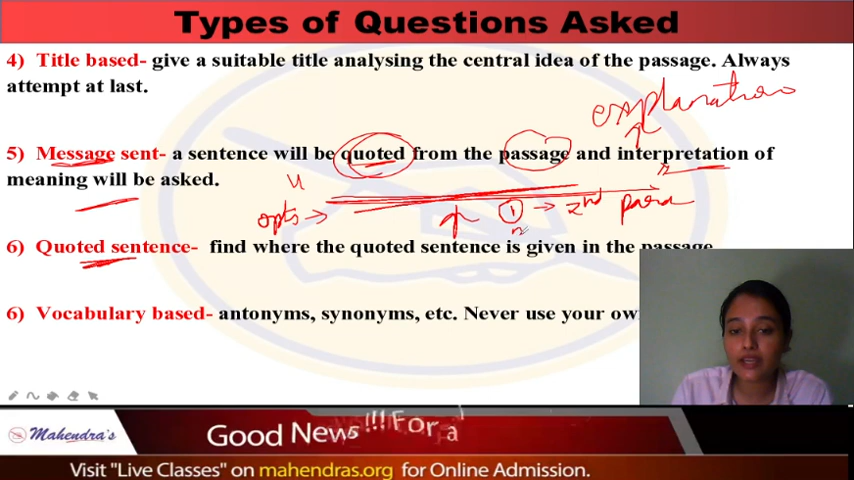 Types of Questions Asked
4) Title based- give a suitable title analysing the central idea of the passage. Always
attempt at last.
explanation
5) Message sent- a sentence will be quoted from the passage and interpretation of
meaning will be asked.
opts → ① → 2nd para
6) Quoted sentence- find where the quoted sentence is given in the passage
6) Vocabulary based- antonyms, synonyms, etc. Never use your own
Mahendra's
Good News !!! For a
Visit "Live Classes" on mahendras.org for Online Admission.